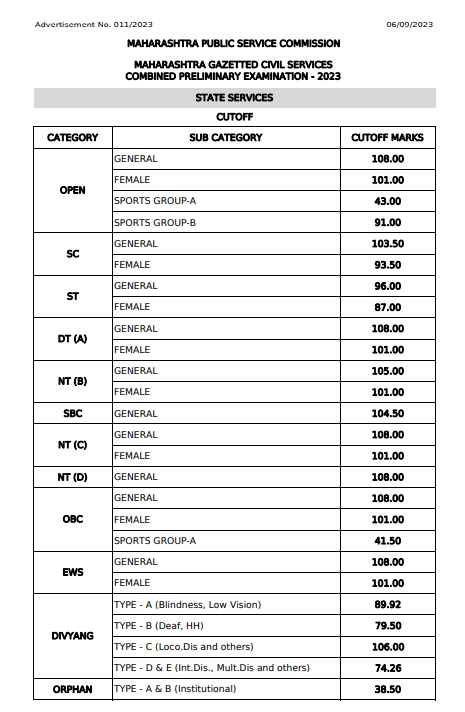 Advertisement No. 011/2023 06/09/2023
MAHARASHTRA PUBLIC SERVICE COMMISSION
MAHARASHTRA GAZETTED CIVIL SERVICES
COMBINED PRELIMINARY EXAMINATION - 2023
STATE SERVICES
CUTOFF
CATEGORY SUB CATEGORY CUTOFF MARKS
OPEN GENERAL 108.00
FEMALE 101.00
SPORTS GROUP-A 43.00
SPORTS GROUP-B 91.00
SC GENERAL 103.50
FEMALE 93.50
ST GENERAL 96.00
FEMALE 87.00
DT (A) GENERAL 108.00
FEMALE 101.00
NT (B) GENERAL 105.00
FEMALE 101.00
SBC GENERAL 104.50
NT (C) GENERAL 108.00
FEMALE 101.00
NT (D) GENERAL 108.00
OBC GENERAL 108.00
FEMALE 101.00
SPORTS GROUP-A 41.50
EWS GENERAL 108.00
FEMALE 101.00
DIVYANG TYPE - A (Blindness, Low Vision) 89.92
TYPE - B (Deaf, HH) 79.50
TYPE - C (Loco.Dis and others) 106.00
TYPE - D & E (Int.Dis., Mult.Dis and others) 74.26
ORPHAN TYPE - A & B (Institutional) 38.50